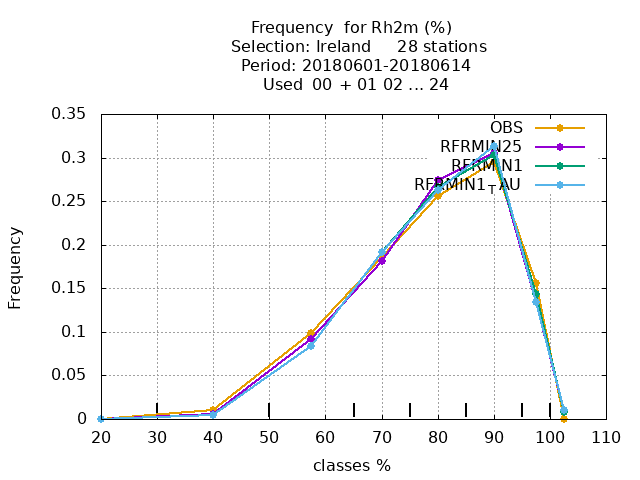 Frequency  for Rh2m (%)
Selection: Ireland     28 stations
Period: 20180601-20180614
Used  00 + 01 02 ... 24
0.35
0.3
0.25
0.2
0.15
0.1
0.05
0
Frequency
OBS
RFRMIN25
RFRMIN1
RFRMIN1TAU
20 30 40 50 60 70 80 90 100 110
classes %